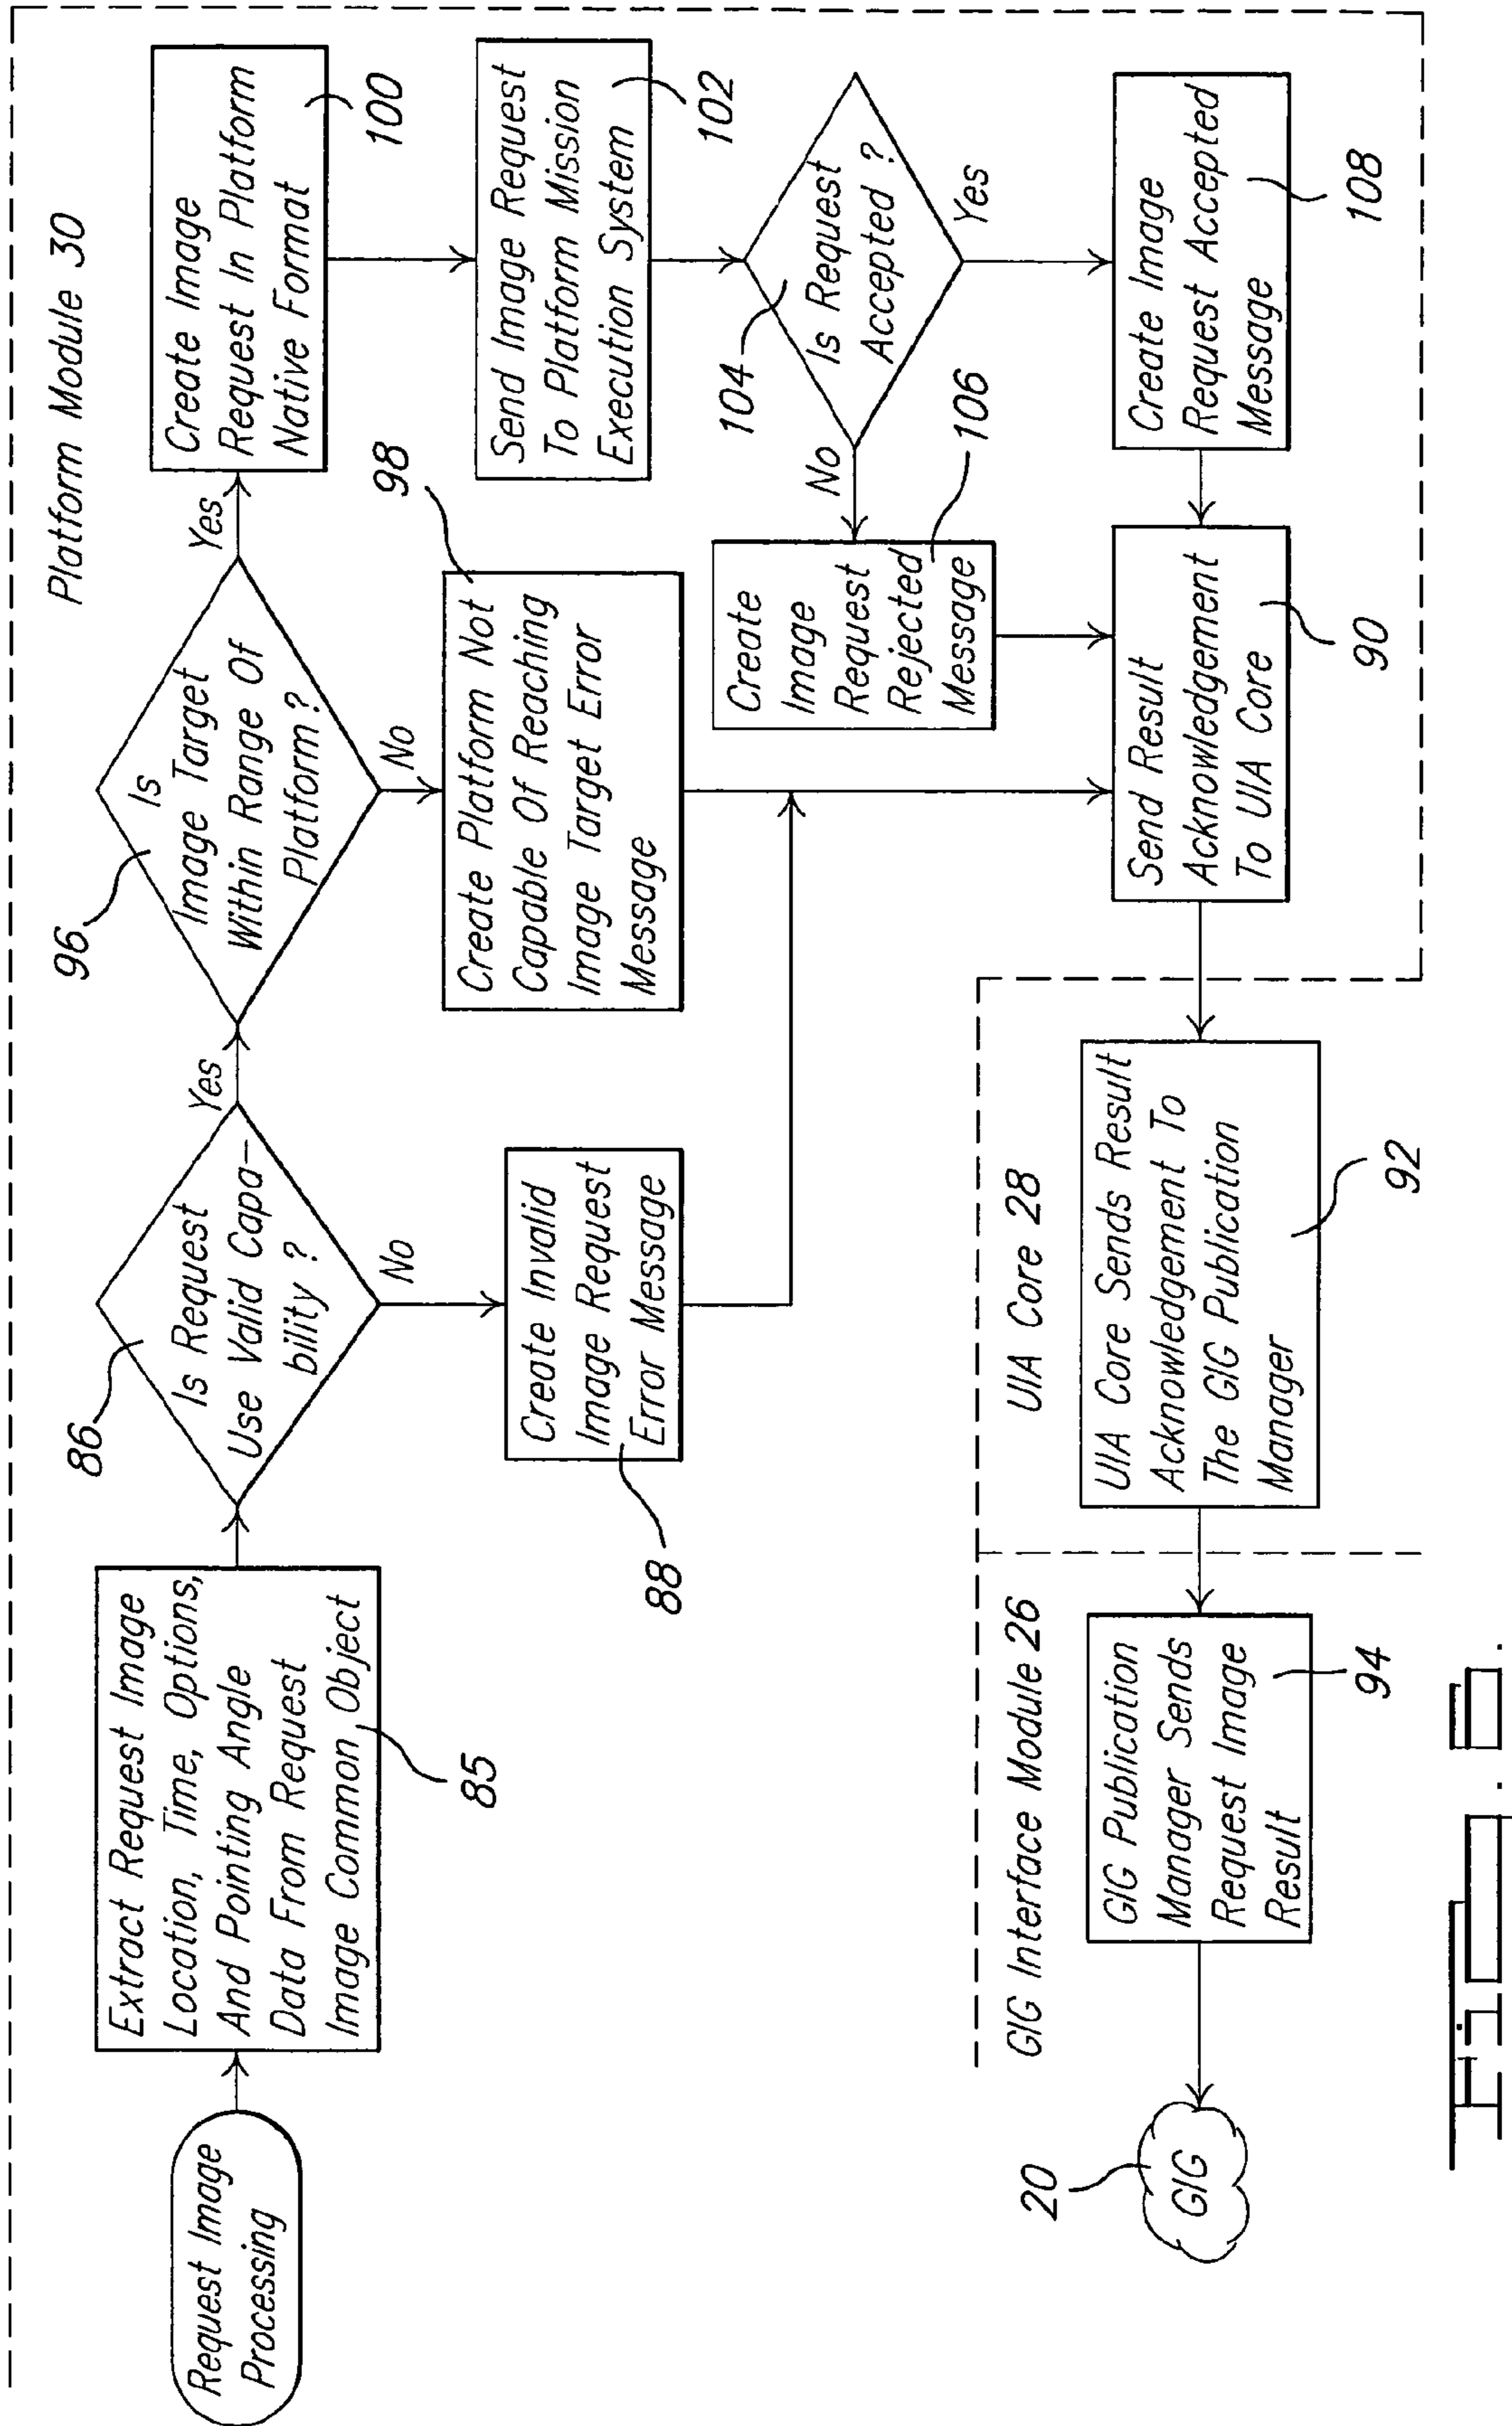 Platform Module 30
Request Image
Processing
Extract Request Image
Location, Time, Options,
And Pointing Angle
Data From Request
Image Common Object
85
86
Is Request
Use Valid Capa-
bility ?
Yes
No
Create Invalid
Image Request
Error Message
88
96
Is
Image Target
Within Range Of
Platform?
Yes
No
98
Create Platform Not
Capable Of Reaching
Image Target Error
Message
Create Image
Request In Platform
Native Format
100
Send Image Request
To Platform Mission
Execution System
102
104
Is Request
Accepted ?
No
Yes
106
Create
Image
Request
Rejected
Message
Create Image
Request Accepted
Message
108
Send Result
Acknowledgement
To UIA Core
90
UIA Core 28
UIA Core Sends Result
Acknowledgement To
The GIG Publication
Manager
92
GIG Interface Module 26
GIG Publication
Manager Sends
Request Image
Result
94
20
GIG